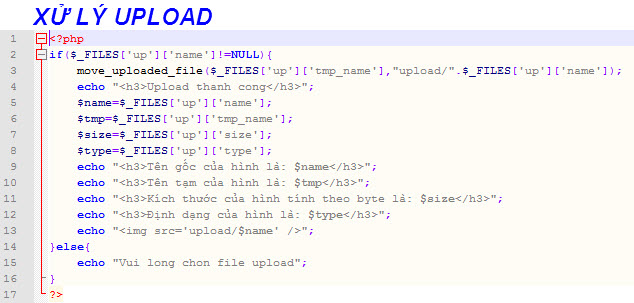 XỬ LÝ UPLOAD
1 <?php
2 if($_FILES['up']['name']!=NULL){
3 move_uploaded_file($_FILES['up']['tmp_name'],"upload/".$_FILES['up']['name']);
4 echo "<h3>Upload thanh cong</h3>";
5 $name=$_FILES['up']['name'];
6 $tmp=$_FILES['up']['tmp_name'];
7 $size=$_FILES['up']['size'];
8 $type=$_FILES['up']['type'];
9 echo "<h3>Tên gốc của hình là: $name</h3>";
10 echo "<h3>Tên tạm của hình là: $tmp</h3>";
11 echo "<h3>Kích thước của hình tính theo byte là: $size</h3>";
12 echo "<h3>Định dạng của hình là: $type</h3>";
13 echo "<img src='upload/$name' />";
14 }else{
15 echo "Vui long chon file upload";
16 }
17 ?>